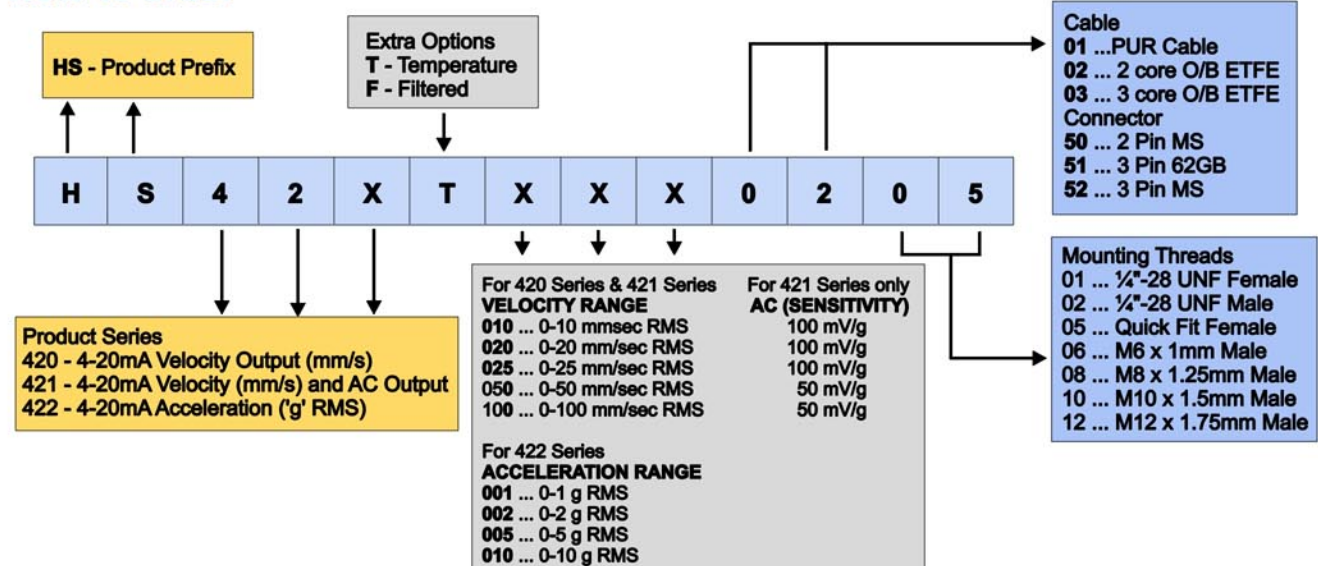 HS - Product Prefix
Extra Options
T - Temperature
F - Filtered
H S 4 2 X T X X X 0 2 0 5
Product Series
420 - 4-20mA Velocity Output (mm/s)
421 - 4-20mA Velocity (mm/s) and AC Output
422 - 4-20mA Acceleration ('g' RMS)
For 420 Series & 421 Series For 421 Series only
VELOCITY RANGE AC (SENSITIVITY)
010 ... 0-10 mmsec RMS 100 mV/g
020 ... 0-20 mm/sec RMS 100 mV/g
025 ... 0-25 mm/sec RMS 100 mV/g
050 ... 0-50 mm/sec RMS 50 mV/g
100 ... 0-100 mm/sec RMS 50 mV/g
For 422 Series
ACCELERATION RANGE
001 ... 0-1 g RMS
002 ... 0-2 g RMS
005 ... 0-5 g RMS
010 ... 0-10 g RMS
Cable
01 ...PUR Cable
02 ... 2 core O/B ETFE
03 ... 3 core O/B ETFE
Connector
50 ... 2 Pin MS
51 ... 3 Pin 62GB
52 ... 3 Pin MS
Mounting Threads
01 ... ¼"-28 UNF Female
02 ... ¼"-28 UNF Male
05 ... Quick Fit Female
06 ... M6 x 1mm Male
08 ... M8 x 1.25mm Male
10 ... M10 x 1.5mm Male
12 ... M12 x 1.75mm Male